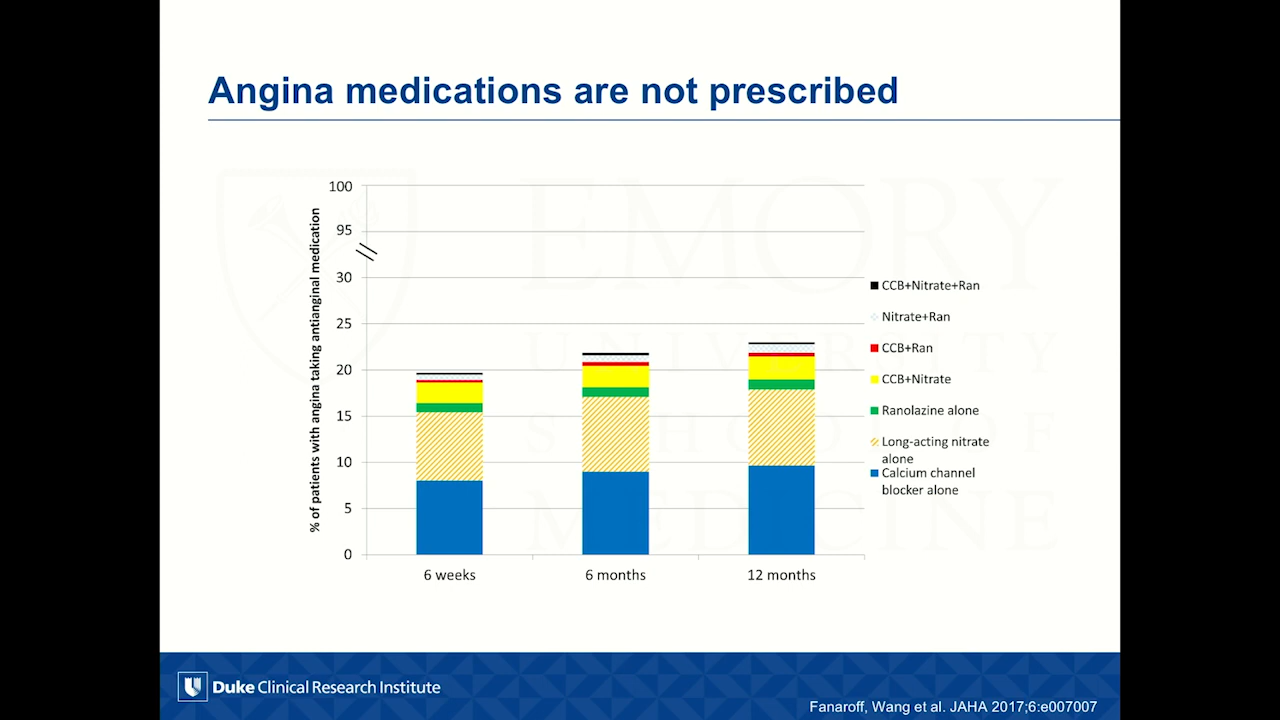 Angina medications are not prescribed
EMORY
UNIVERSITY
SCHOOL OF
MEDICINE
% of patients with angina taking antianginal medication
100
95
30
25
20
15
10
5
0
6 weeks
6 months
12 months
CCB+Nitrate+Ran
Nitrate+Ran
CCB+Ran
CCB+Nitrate
Ranolazine alone
Long-acting nitrate
alone
Calcium channel
blocker alone
Duke Clinical Research Institute
Fanaroff, Wang et al. JAHA 2017;6:e007007